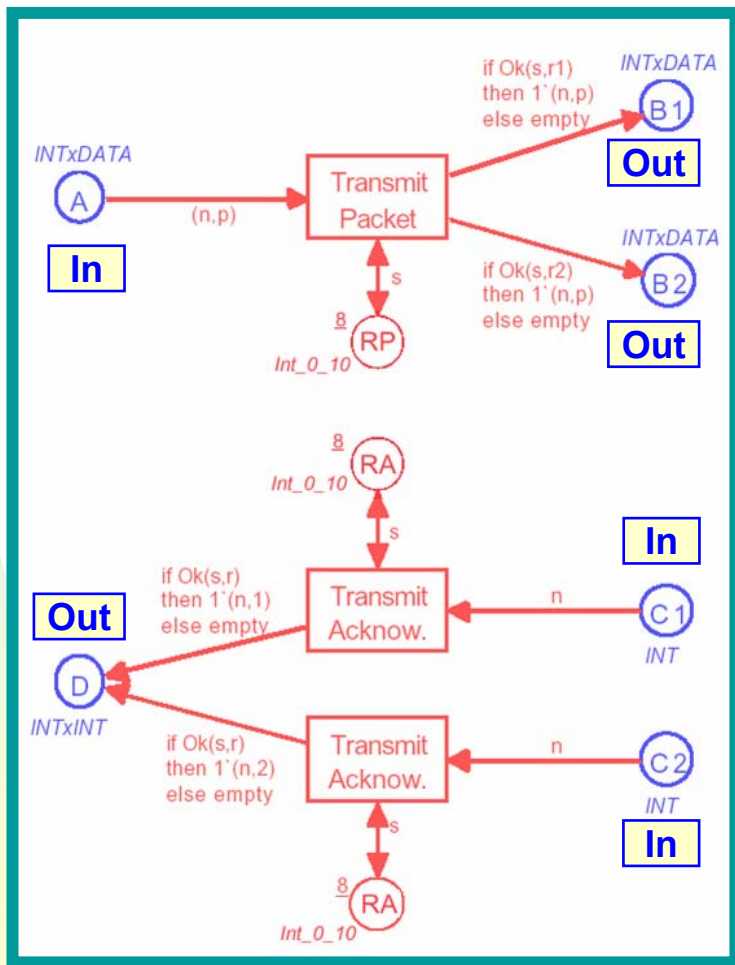 if Ok(s,r1)
then 1`(n,p)
else empty
INTxDATA
B1
Out
INTxDATA
A
(n,p)
In
Transmit
Packet
INTxDATA
B2
Out
if Ok(s,r2)
then 1`(n,p)
else empty
s
8
RP
Int_0_10
8
RA
Int_0_10
s
In
if Ok(s,r)
then 1`(n,1)
else empty
Transmit
Acknow.
n
C1
INT
Out
D
INTxINT
if Ok(s,r)
then 1`(n,2)
else empty
Transmit
Acknow.
n
C2
INT
In
s
8
RA
Int_0_10